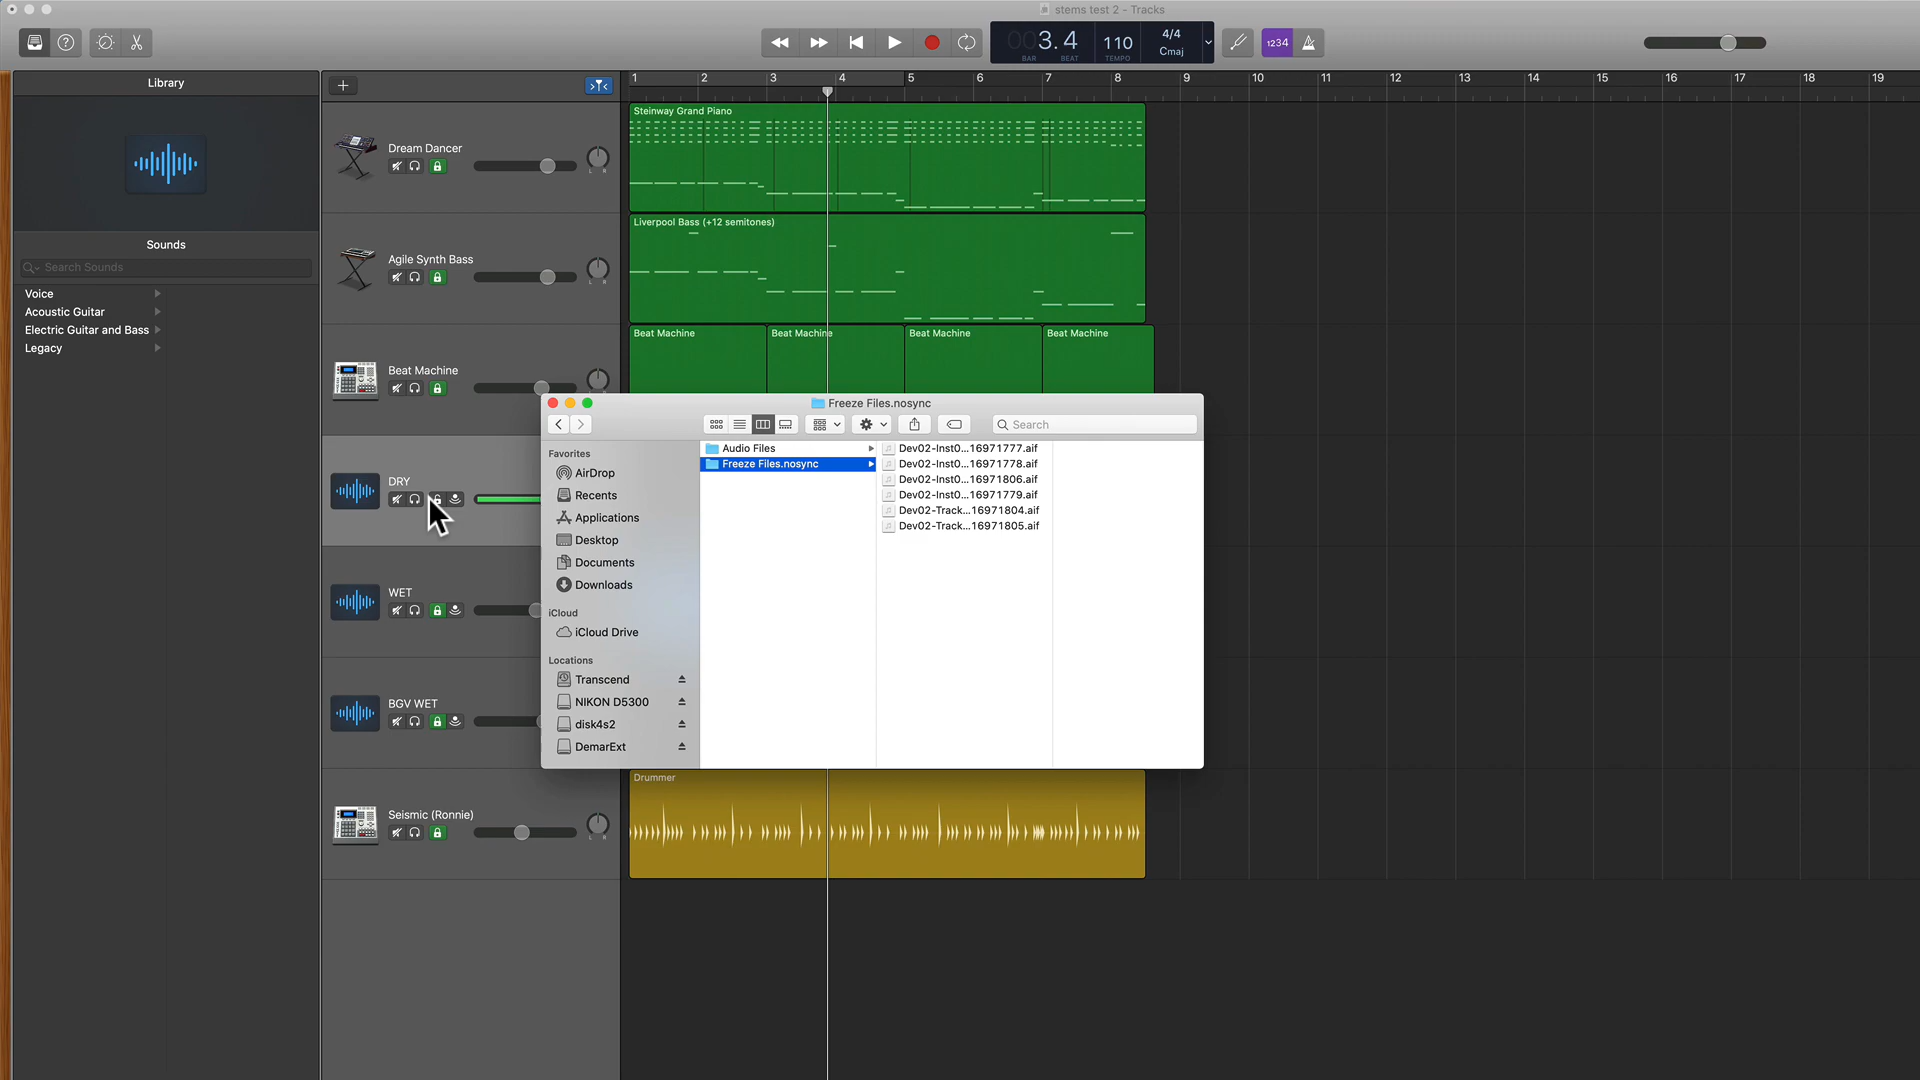 stems test 2 - Tracks
003.4
BAR BEAT
110
TEMPO
4/4
Cmaj
1234
Library
Sounds
Search Sounds
Voice
Acoustic Guitar
Electric Guitar and Bass
Legacy
1 2 3 4 5 6 7 8 9 10 11 12 13 14 15 16 17 18 19
Dream Dancer
L R
Steinway Grand Piano
Agile Synth Bass
L R
Liverpool Bass (+12 semitones)
Beat Machine
Beat Machine Beat Machine Beat Machine Beat Machine
DRY
WET
BGV WET
Seismic (Ronnie)
L R
Drummer
Freeze Files.nosync
Search
Favorites
AirDrop
Recents
Applications
Desktop
Documents
Downloads
iCloud
iCloud Drive
Locations
Transcend
NIKON D5300
disk4s2
DemarExt
Audio Files
Freeze Files.nosync
Dev02-Inst0...16971777.aif
Dev02-Inst0...16971778.aif
Dev02-Inst0...16971806.aif
Dev02-Inst0...16971779.aif
Dev02-Track...16971804.aif
Dev02-Track...16971805.aif